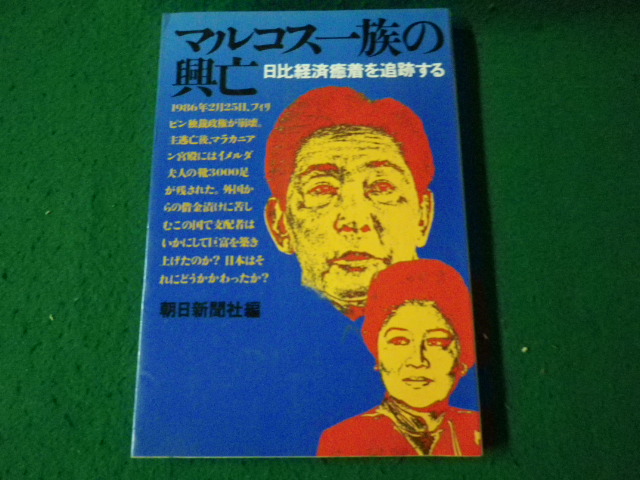 マルコス一族の
興亡
日比経済癒着を追跡する
1986年2月25日、フィリ
ピン独裁政権が崩壊。
主逃亡後、マラカニア
ン宮殿にはイメルダ
夫人の靴3000足
が残された。外国か
らの借金漬けに苦し
むこの国で支配者は
いかにして巨富を築き
上げたのか? 日本はそ
れにどうかかわったか?
朝日新聞社編